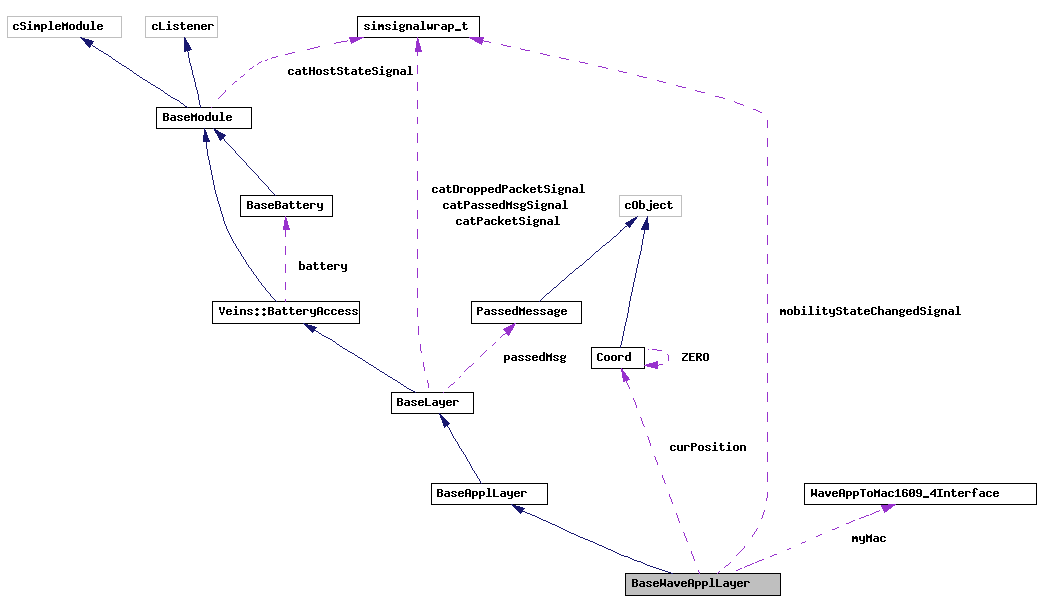 cSimpleModule
cListener
simsignalwrap_t
catHostStateSignal
BaseModule
catDroppedPacketSignal
catPassedMsgSignal
catPacketSignal
BaseBattery
cObject
battery
Veins::BatteryAccess
PassedMessage
mobilityStateChangedSignal
passedMsg
Coord
ZERO
BaseLayer
curPosition
BaseApplLayer
WaveAppToMac1609_4Interface
myMac
BaseWaveApplLayer